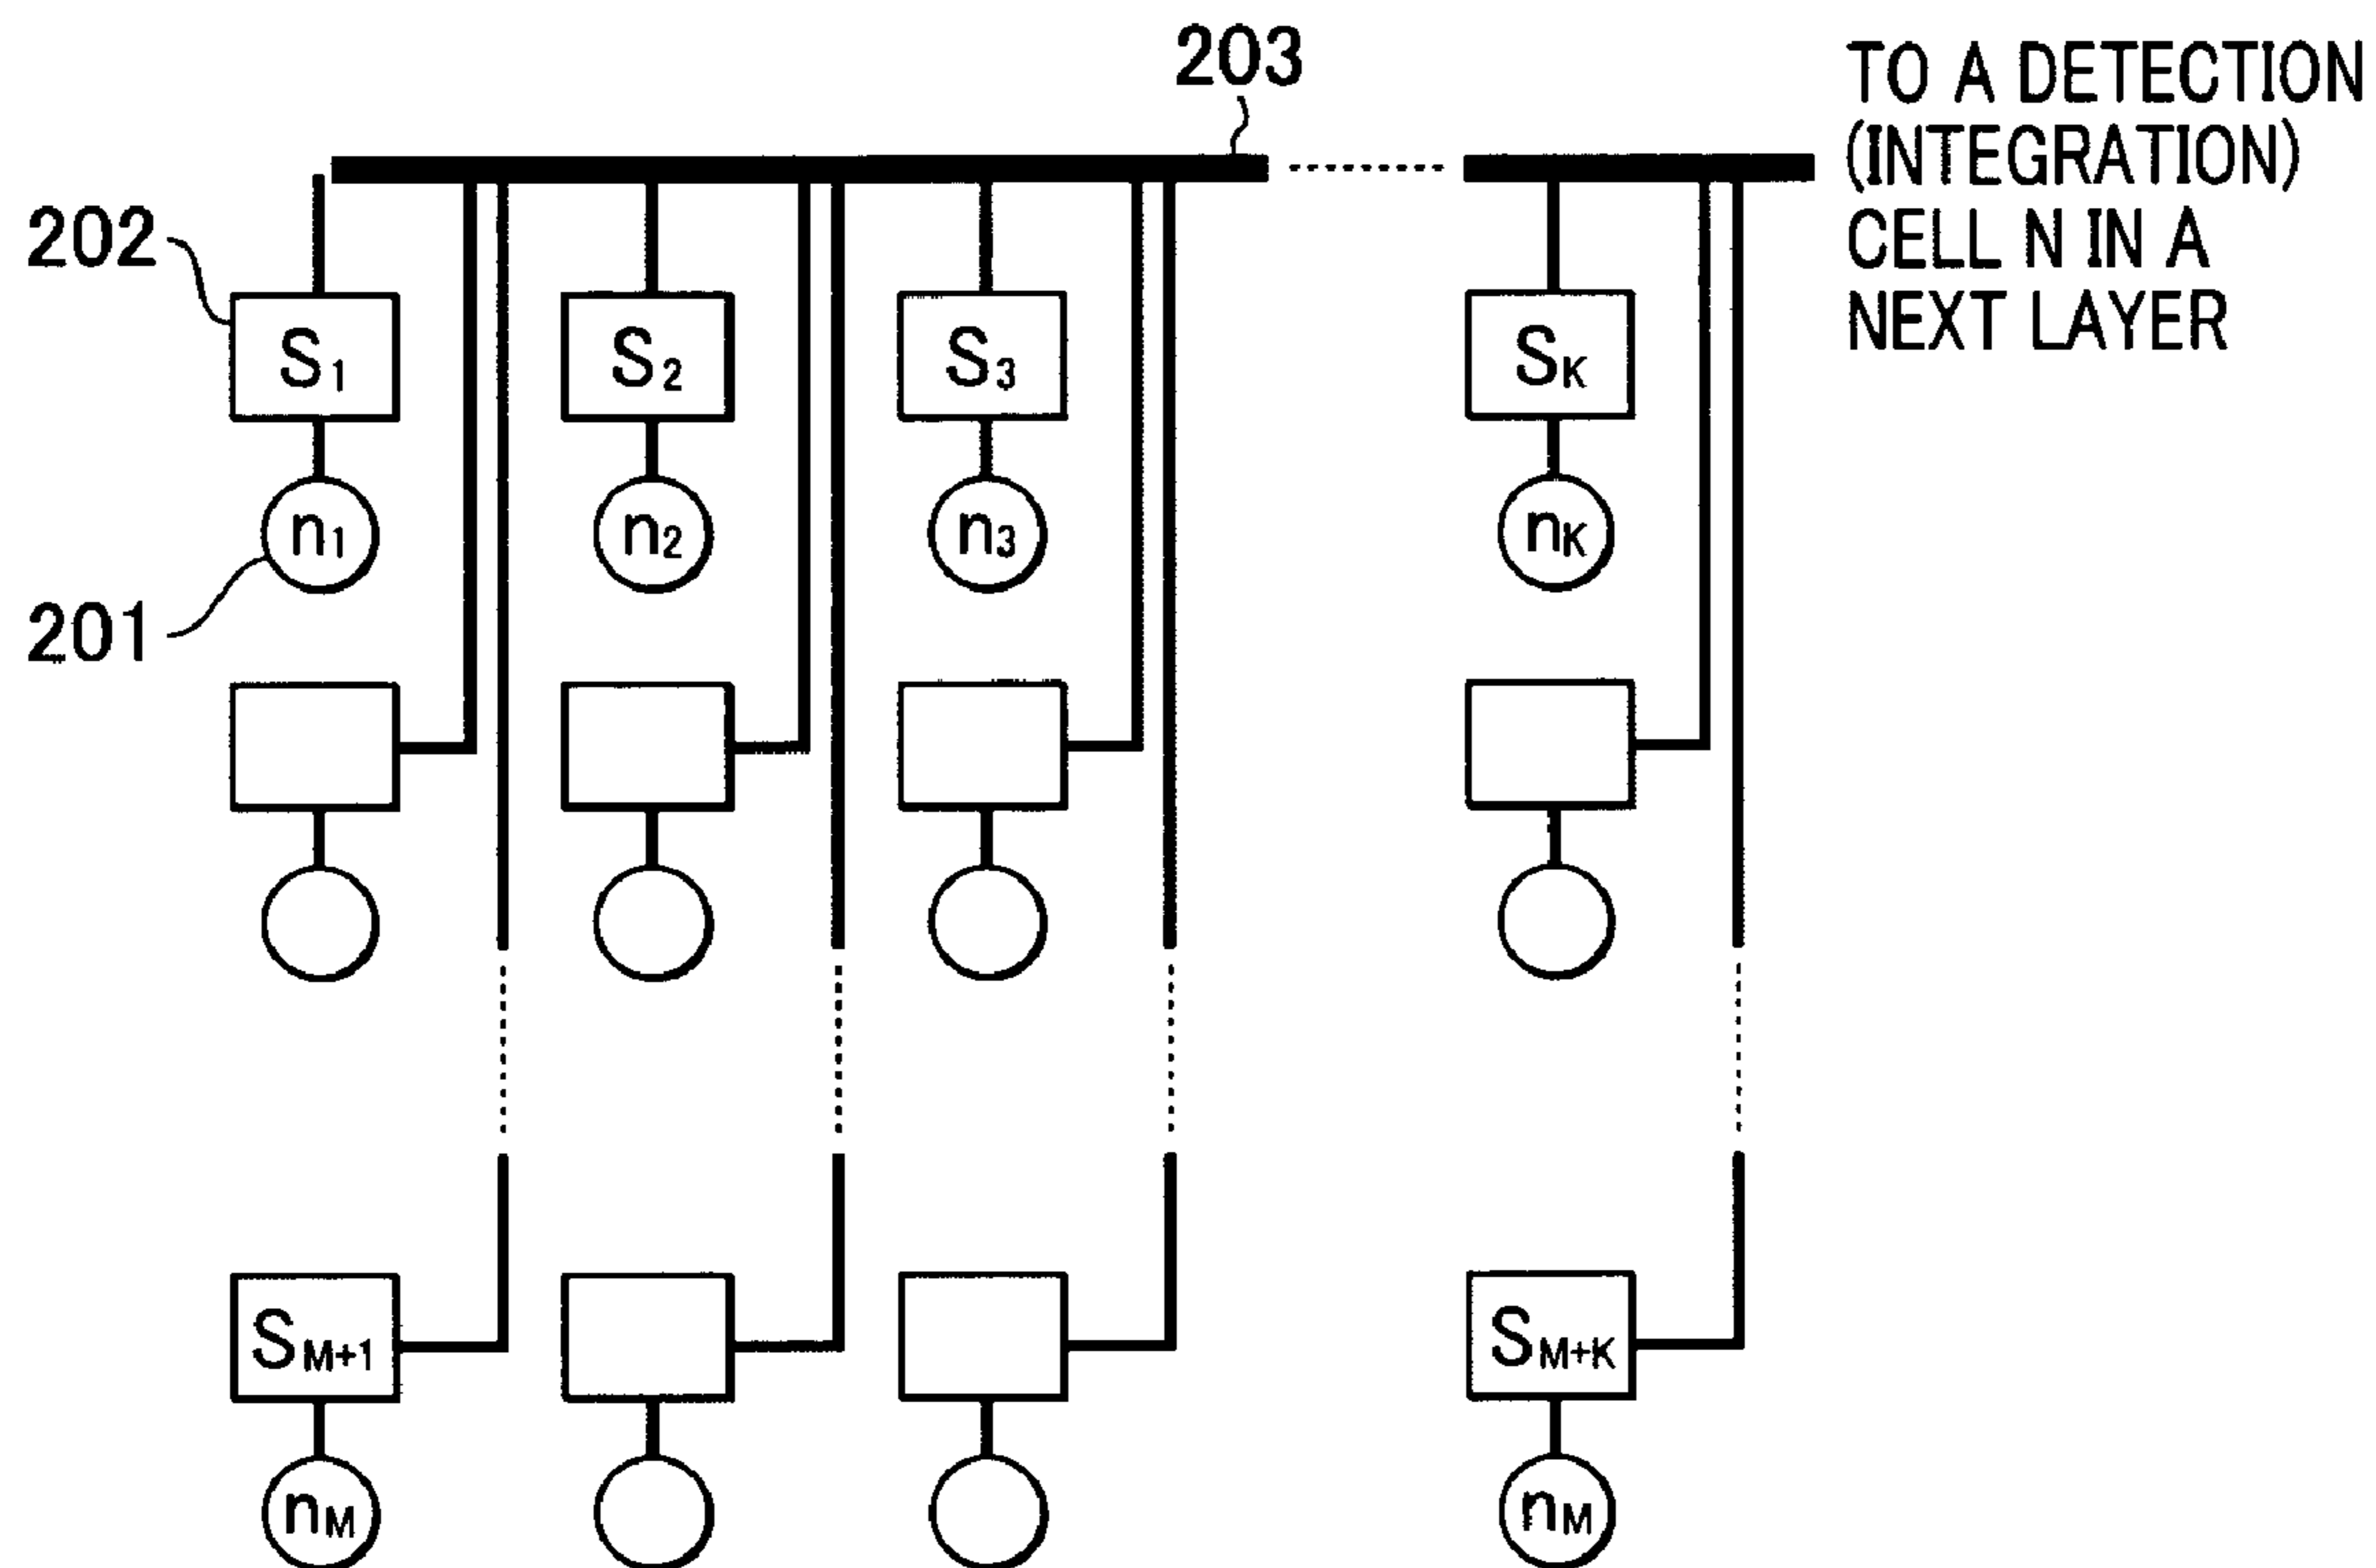 203
TO A DETECTION
(INTEGRATION)
CELL N IN A
NEXT LAYER
202
S1 S2 S3 SK
n1 n2 n3 nK
201
SM+1 SM+K
nM nM